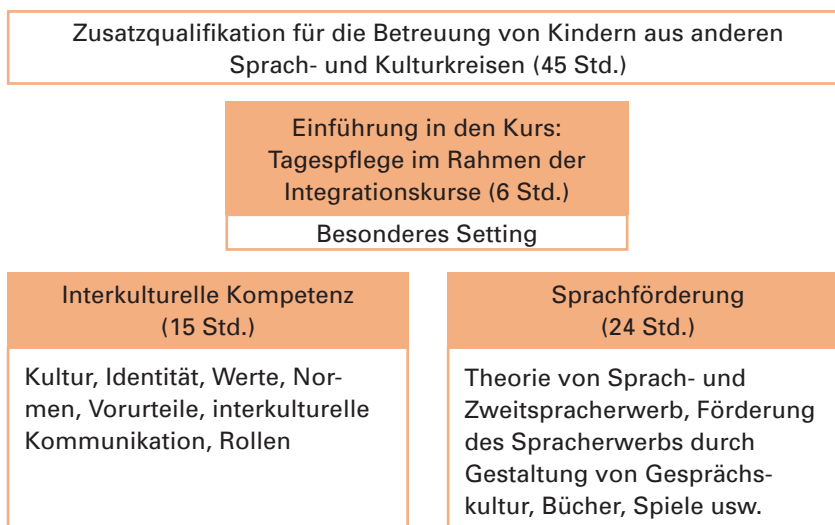 Zusatzqualifikation für die Betreuung von Kindern aus anderen
Sprach- und Kulturkreisen (45 Std.)
Einführung in den Kurs:
Tagespflege im Rahmen der
Integrationskurse (6 Std.)
Besonderes Setting
Interkulturelle Kompetenz
(15 Std.)
Kultur, Identität, Werte, Nor-
men, Vorurteile, interkulturelle
Kommunikation, Rollen
Sprachförderung
(24 Std.)
Theorie von Sprach- und
Zweitspracherwerb, Förderung
des Spracherwerbs durch
Gestaltung von Gesprächs-
kultur, Bücher, Spiele usw.